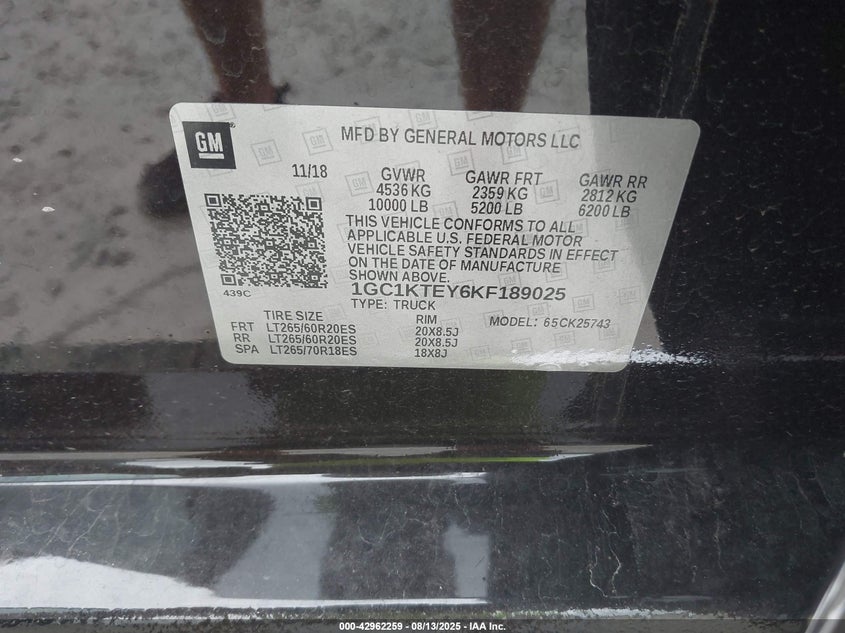 GM
MFD BY GENERAL MOTORS LLC
11/18 GVWR GAWR FRT GAWR RR
4536 KG 2359 KG 2812 KG
10000 LB 5200 LB 6200 LB
THIS VEHICLE CONFORMS TO ALL
APPLICABLE U.S. FEDERAL MOTOR
VEHICLE SAFETY STANDARDS IN EFFECT
ON THE DATE OF MANUFACTURE
SHOWN ABOVE.
439C
1GC1KTEY6KF189025
TYPE: TRUCK
TIRE SIZE RIM MODEL: 65CK25743
FRT LT265/60R20ES 20X8.5J
RR LT265/60R20ES 20X8.5J
SPA LT265/70R18ES 18X8J
000-42962259 - 08/13/2025 - IAA Inc.